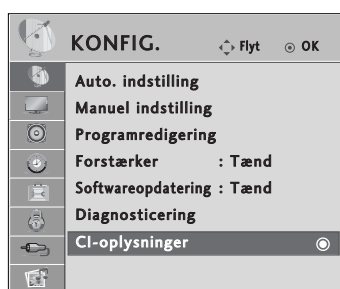 KONFIG. Flyt OK
Auto. indstilling
Manuel indstilling
Programredigering
Forstærker : Tænd
Softwareopdatering : Tænd
Diagnosticering
CI-oplysninger